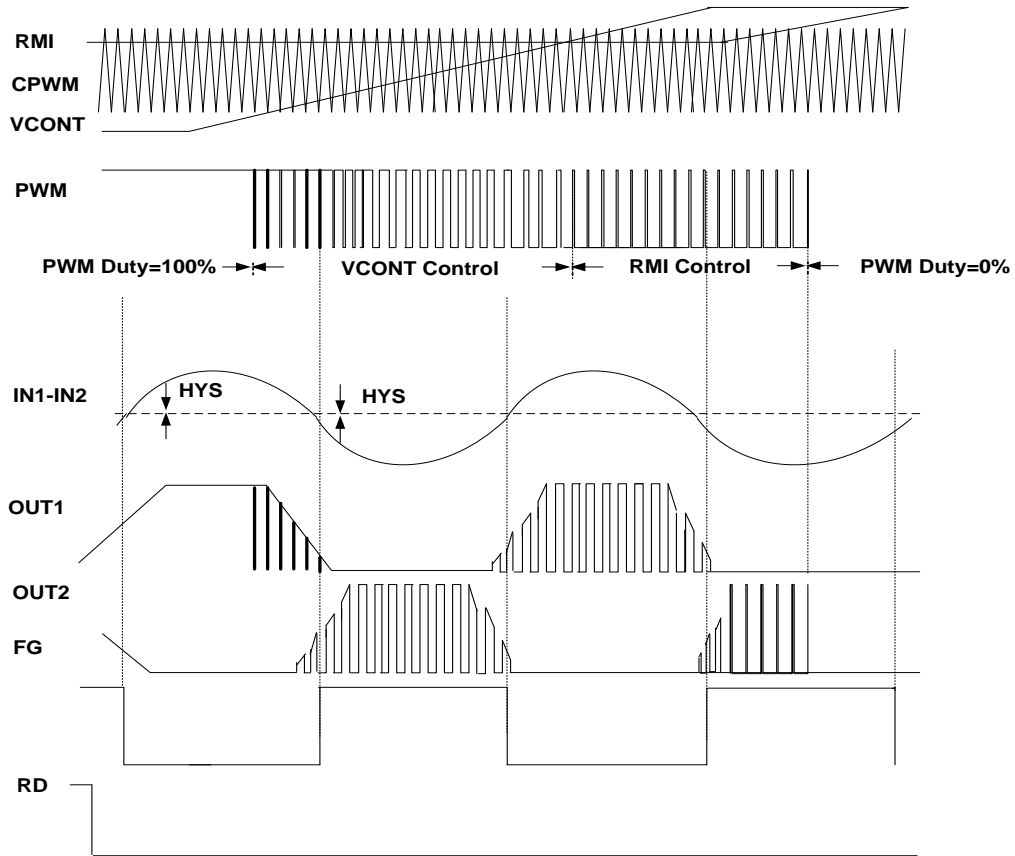 RMI
CPWM
VCONT
PWM
PWM Duty=100%
VCONT Control
RMI Control
PWM Duty=0%
IN1-IN2
HYS
HYS
OUT1
OUT2
FG
RD